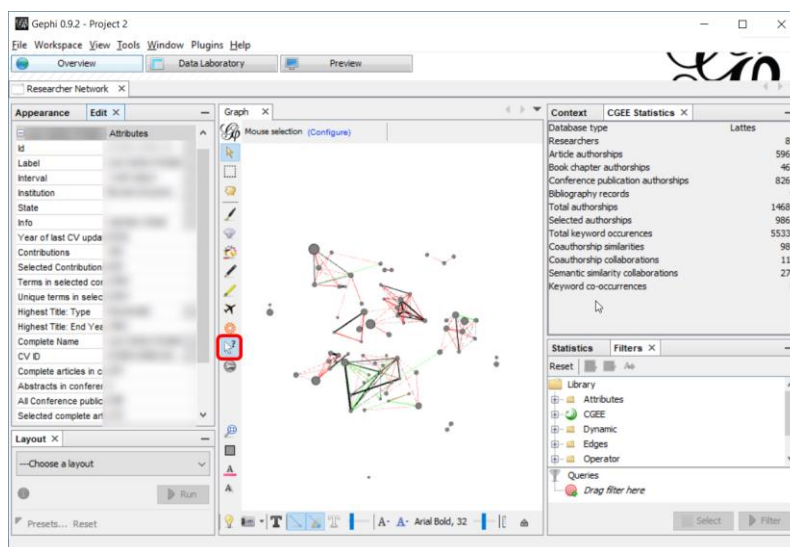 Gephi 0.9.2 - Project 2
File Workspace View Tools Window Plugins Help
Overview Data Laboratory Preview
Researcher Network
Appearance Edit
Attributes
Id
Label
Interval
Institution
State
Info
Year of last CV upda
Contributions
Selected Contribution
Terms in selected cor
Unique terms in selec
Highest Title: Type
Highest Title: End Yea
Complete Name
CV ID
Complete articles in c
Abstracts in conferen
All Conference public
Selected complete art
Layout
---Choose a layout
Run
Presets... Reset
Graph
Mouse selection (Configure)
A
A
T T A- A- Arial Bold, 32
Context CGEE Statistics
Database type Lattes
Researchers 8
Article authorships 596
Book chapter authorships 46
Conference publication authorships 826
Bibliography records
Total authorships 1468
Selected authorships 986
Total keyword occurences 5533
Coauthorship similarities 98
Coauthorship collaborations 11
Semantic similarity collaborations 27
Keyword co-occurrences
Statistics Filters
Reset
Library
Attributes
CGEE
Dynamic
Edges
Operator
Queries
Drag filter here
Select Filter